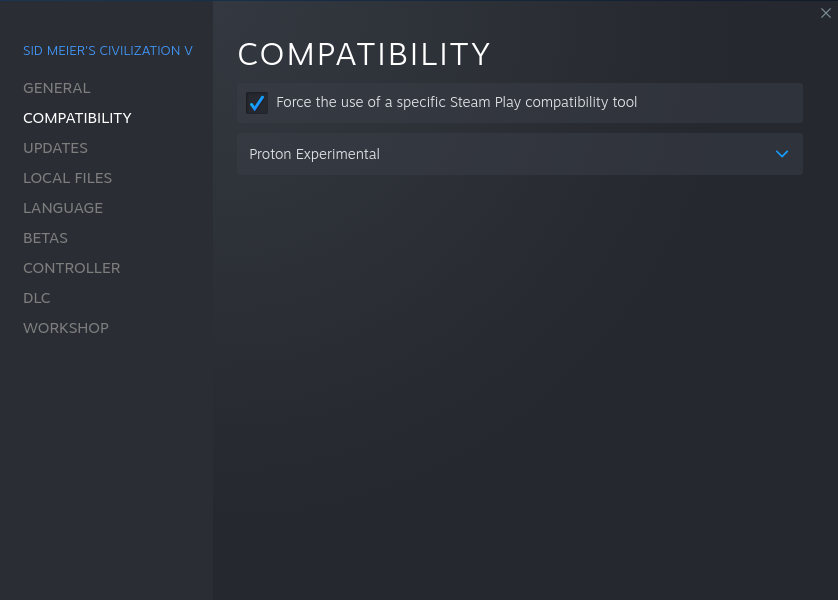 SID MEIER'S CIVILIZATION V
GENERAL
COMPATIBILITY
UPDATES
LOCAL FILES
LANGUAGE
BETAS
CONTROLLER
DLC
WORKSHOP
COMPATIBILITY
Force the use of a specific Steam Play compatibility tool
Proton Experimental